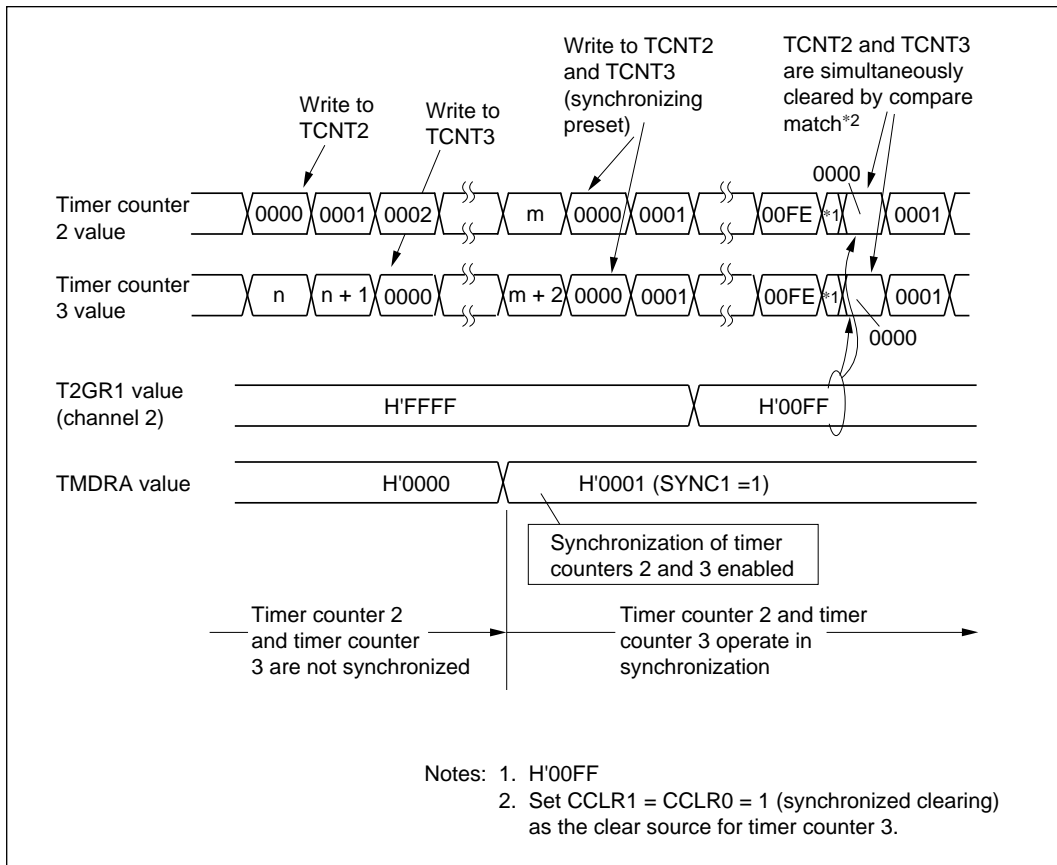 Write to TCNT2
and TCNT3
(synchronizing
preset)
TCNT2 and TCNT3
are simultaneously
cleared by compare
match*2
Write to
TCNT2
Write to
TCNT3
0000
Timer counter
2 value
0000 0001 0002 m 0000 0001 00FE *1 0001
Timer counter
3 value
n n + 1 0000 m + 2 0000 0001 00FE *1 0001
0000
T2GR1 value
(channel 2)
H'FFFF H'00FF
TMDRA value
H'0000 H'0001 (SYNC1 =1)
Synchronization of timer
counters 2 and 3 enabled
Timer counter 2
and timer counter
3 are not synchronized
Timer counter 2 and timer
counter 3 operate in
synchronization
Notes: 1. H'00FF
2. Set CCLR1 = CCLR0 = 1 (synchronized clearing)
as the clear source for timer counter 3.